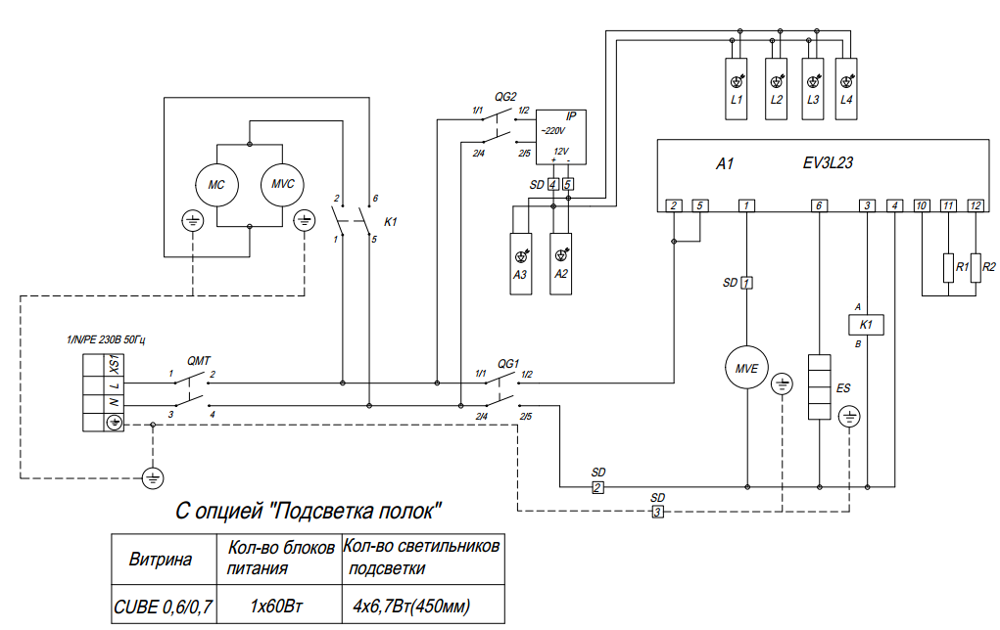 L1 L2 L3 L4
QG2
1/1 1/2
IP
~220V
12V
+ -
2/4 2/5
A1 EV3L23
MC MVC
SD 4 5
2 5 1 6 3 4 10 11 12
2 6
K1
1 5
A3 A2
R1 R2
SD 1
A
K1
B
1/N/PE 230В 50Гц
XS1
L
N
QMT
1 2
3 4
QG1
1/1 1/2
2/4 2/5
MVE
ES
SD
2
SD
3
С опцией "Подсветка полок"
Витрина
Кол-во блоков
питания
Кол-во светильников
подсветки
CUBE 0,6/0,7
1х60Вт
4х6,7Вт(450мм)